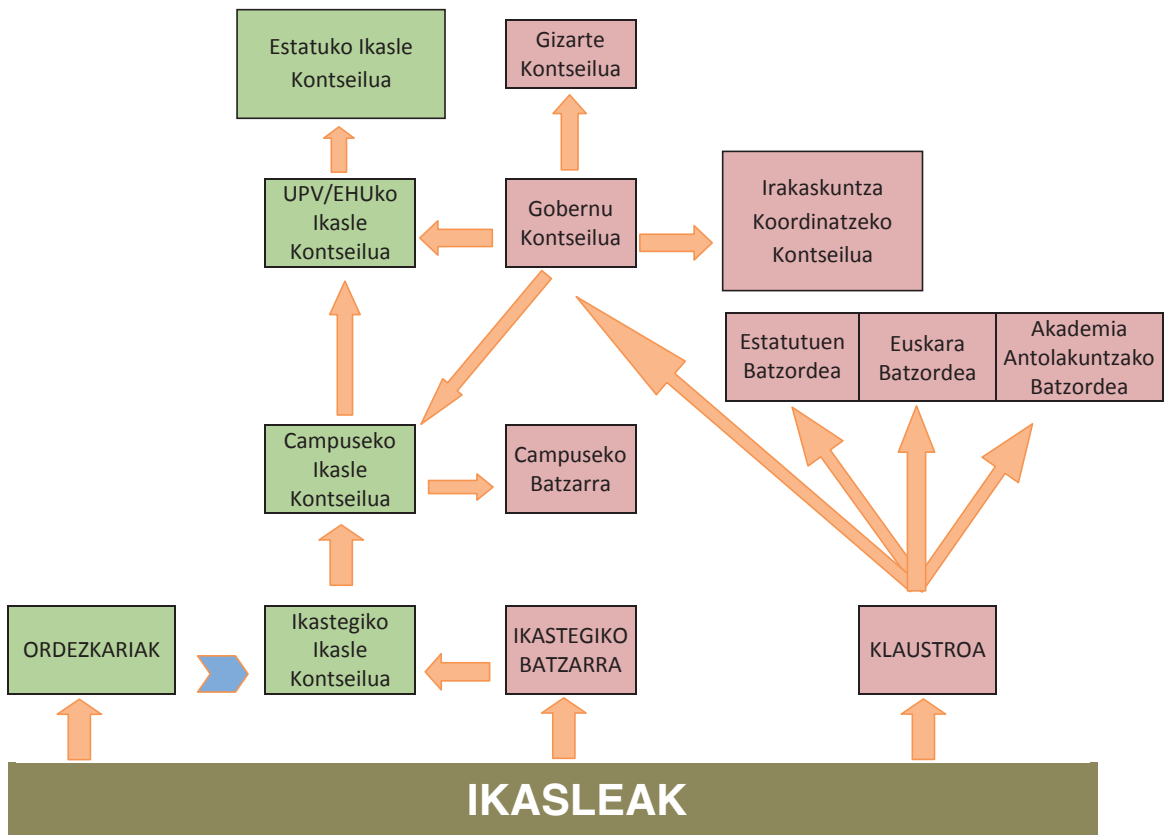 Estatuko Ikasle
Kontseilua
Gizarte
Kontseilua
UPV/EHUko
Ikasle
Kontseilua
Gobernu
Kontseilua
Irakaskuntza
Koordinatzeko
Kontseilua
Estatutuen
Batzordea
Euskara
Batzordea
Akademia
Antolakuntzako
Batzordea
Campuseko
Ikasle
Kontseilua
Campuseko
Batzarra
ORDEZKARIAK
Ikastegiko
Ikasle
Kontseilua
IKASTEGIKO
BATZARRA
KLAUSTROA
IKASLEAK